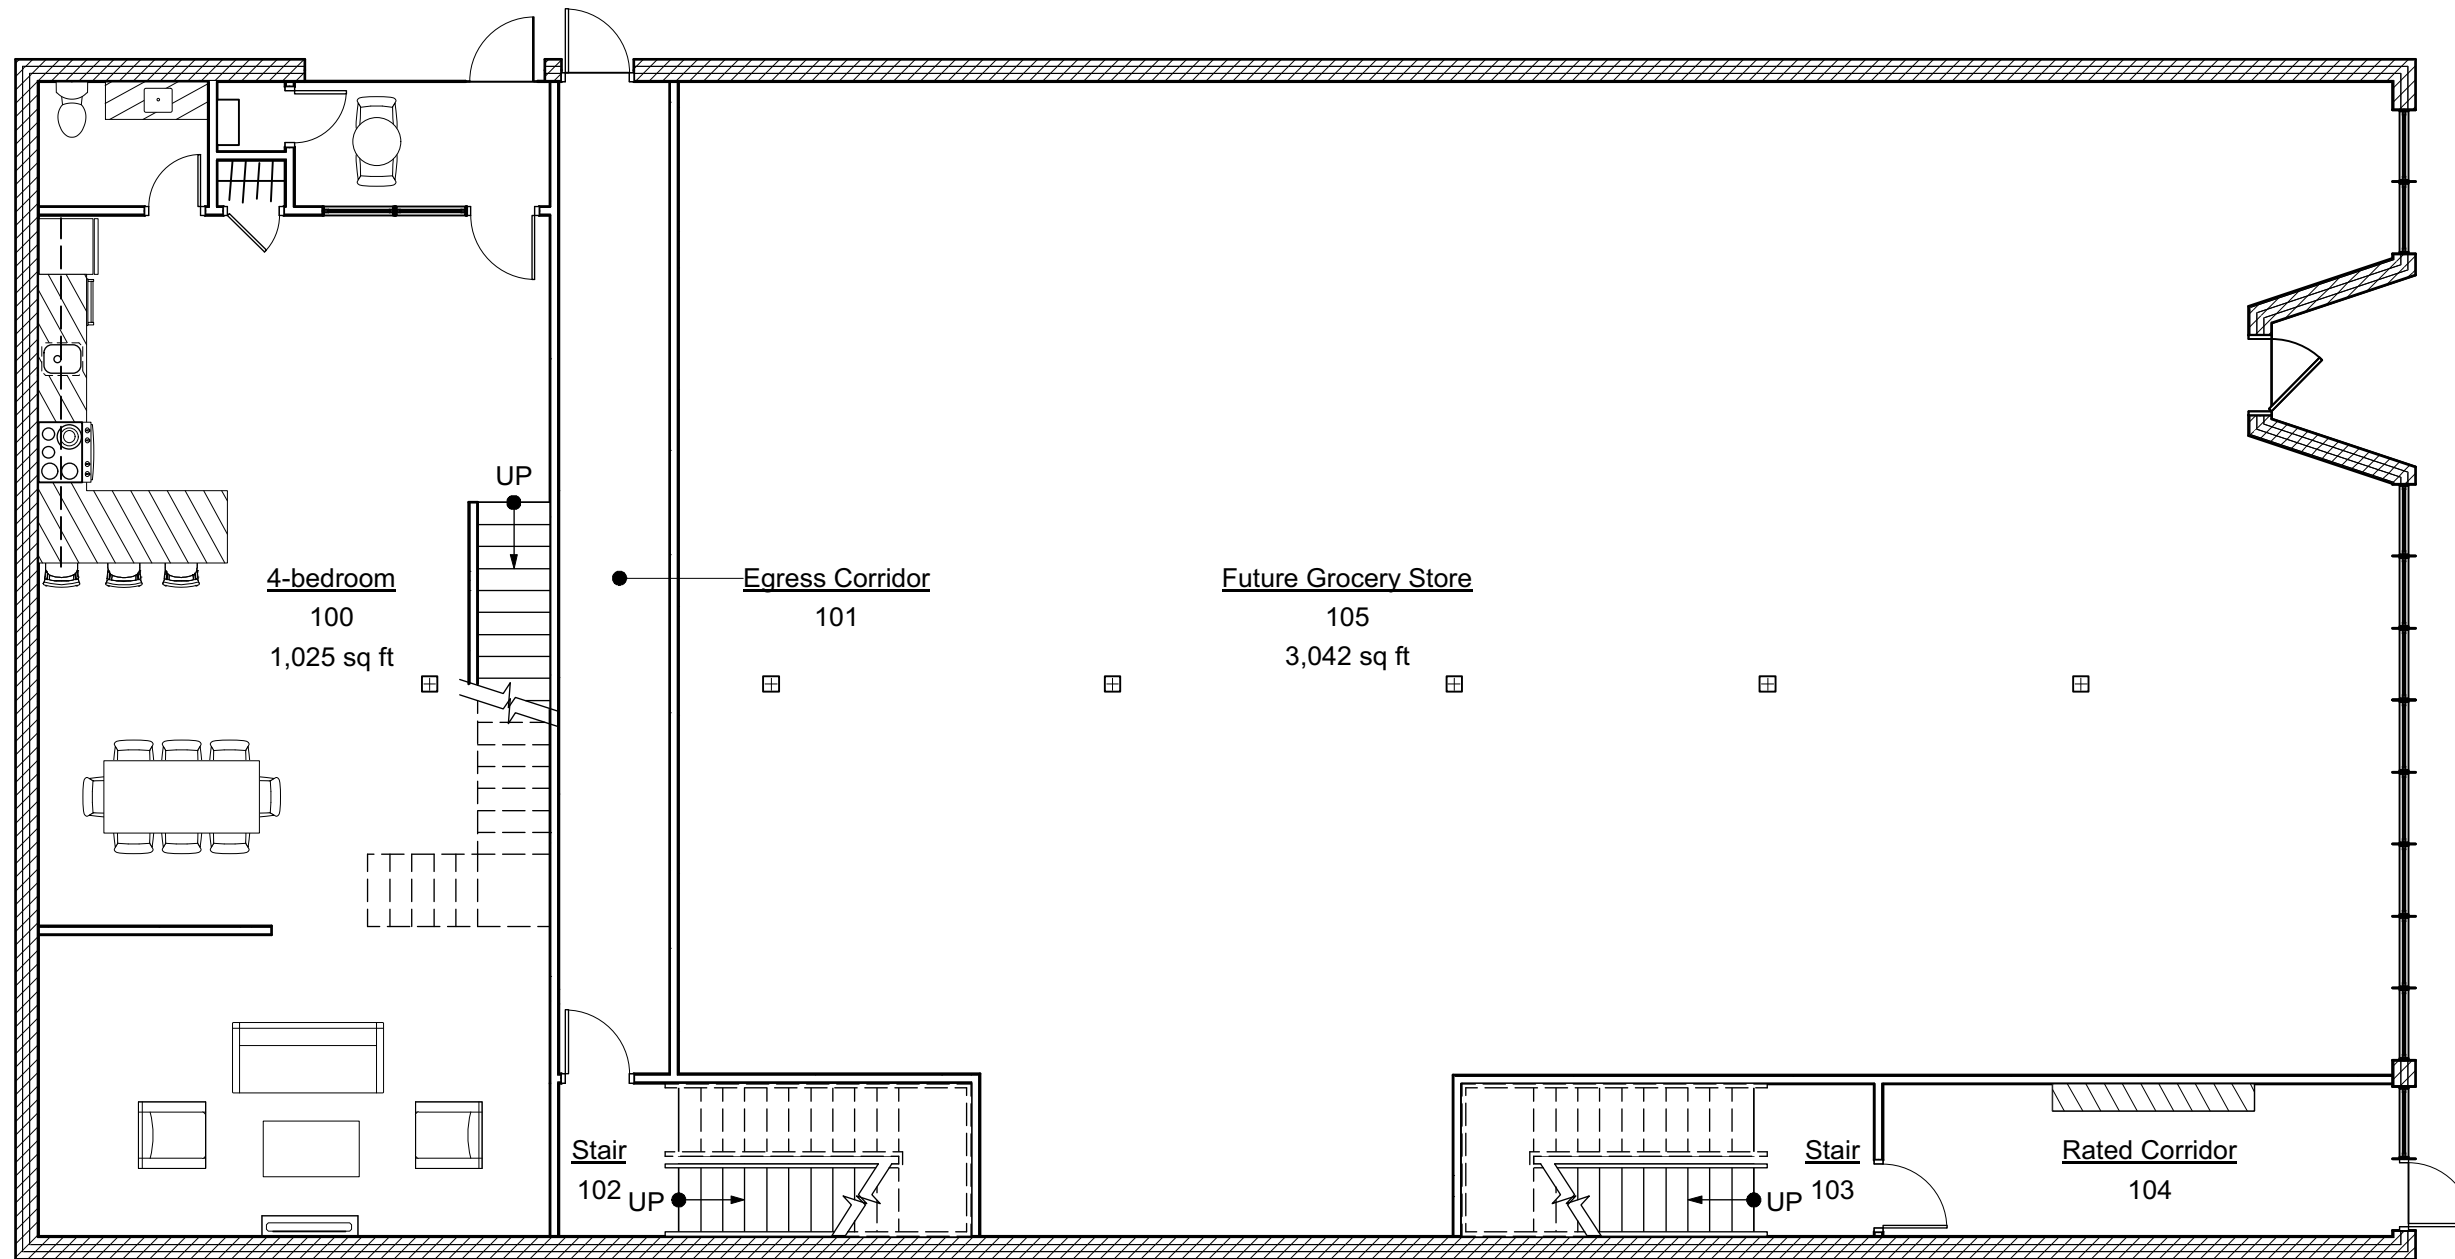 UP
4-bedroom
100
1,025 sq ft
Egress Corridor
101
Future Grocery Store
105
3,042 sq ft
Stair
102
UP
Stair
103
UP
Rated Corridor
104